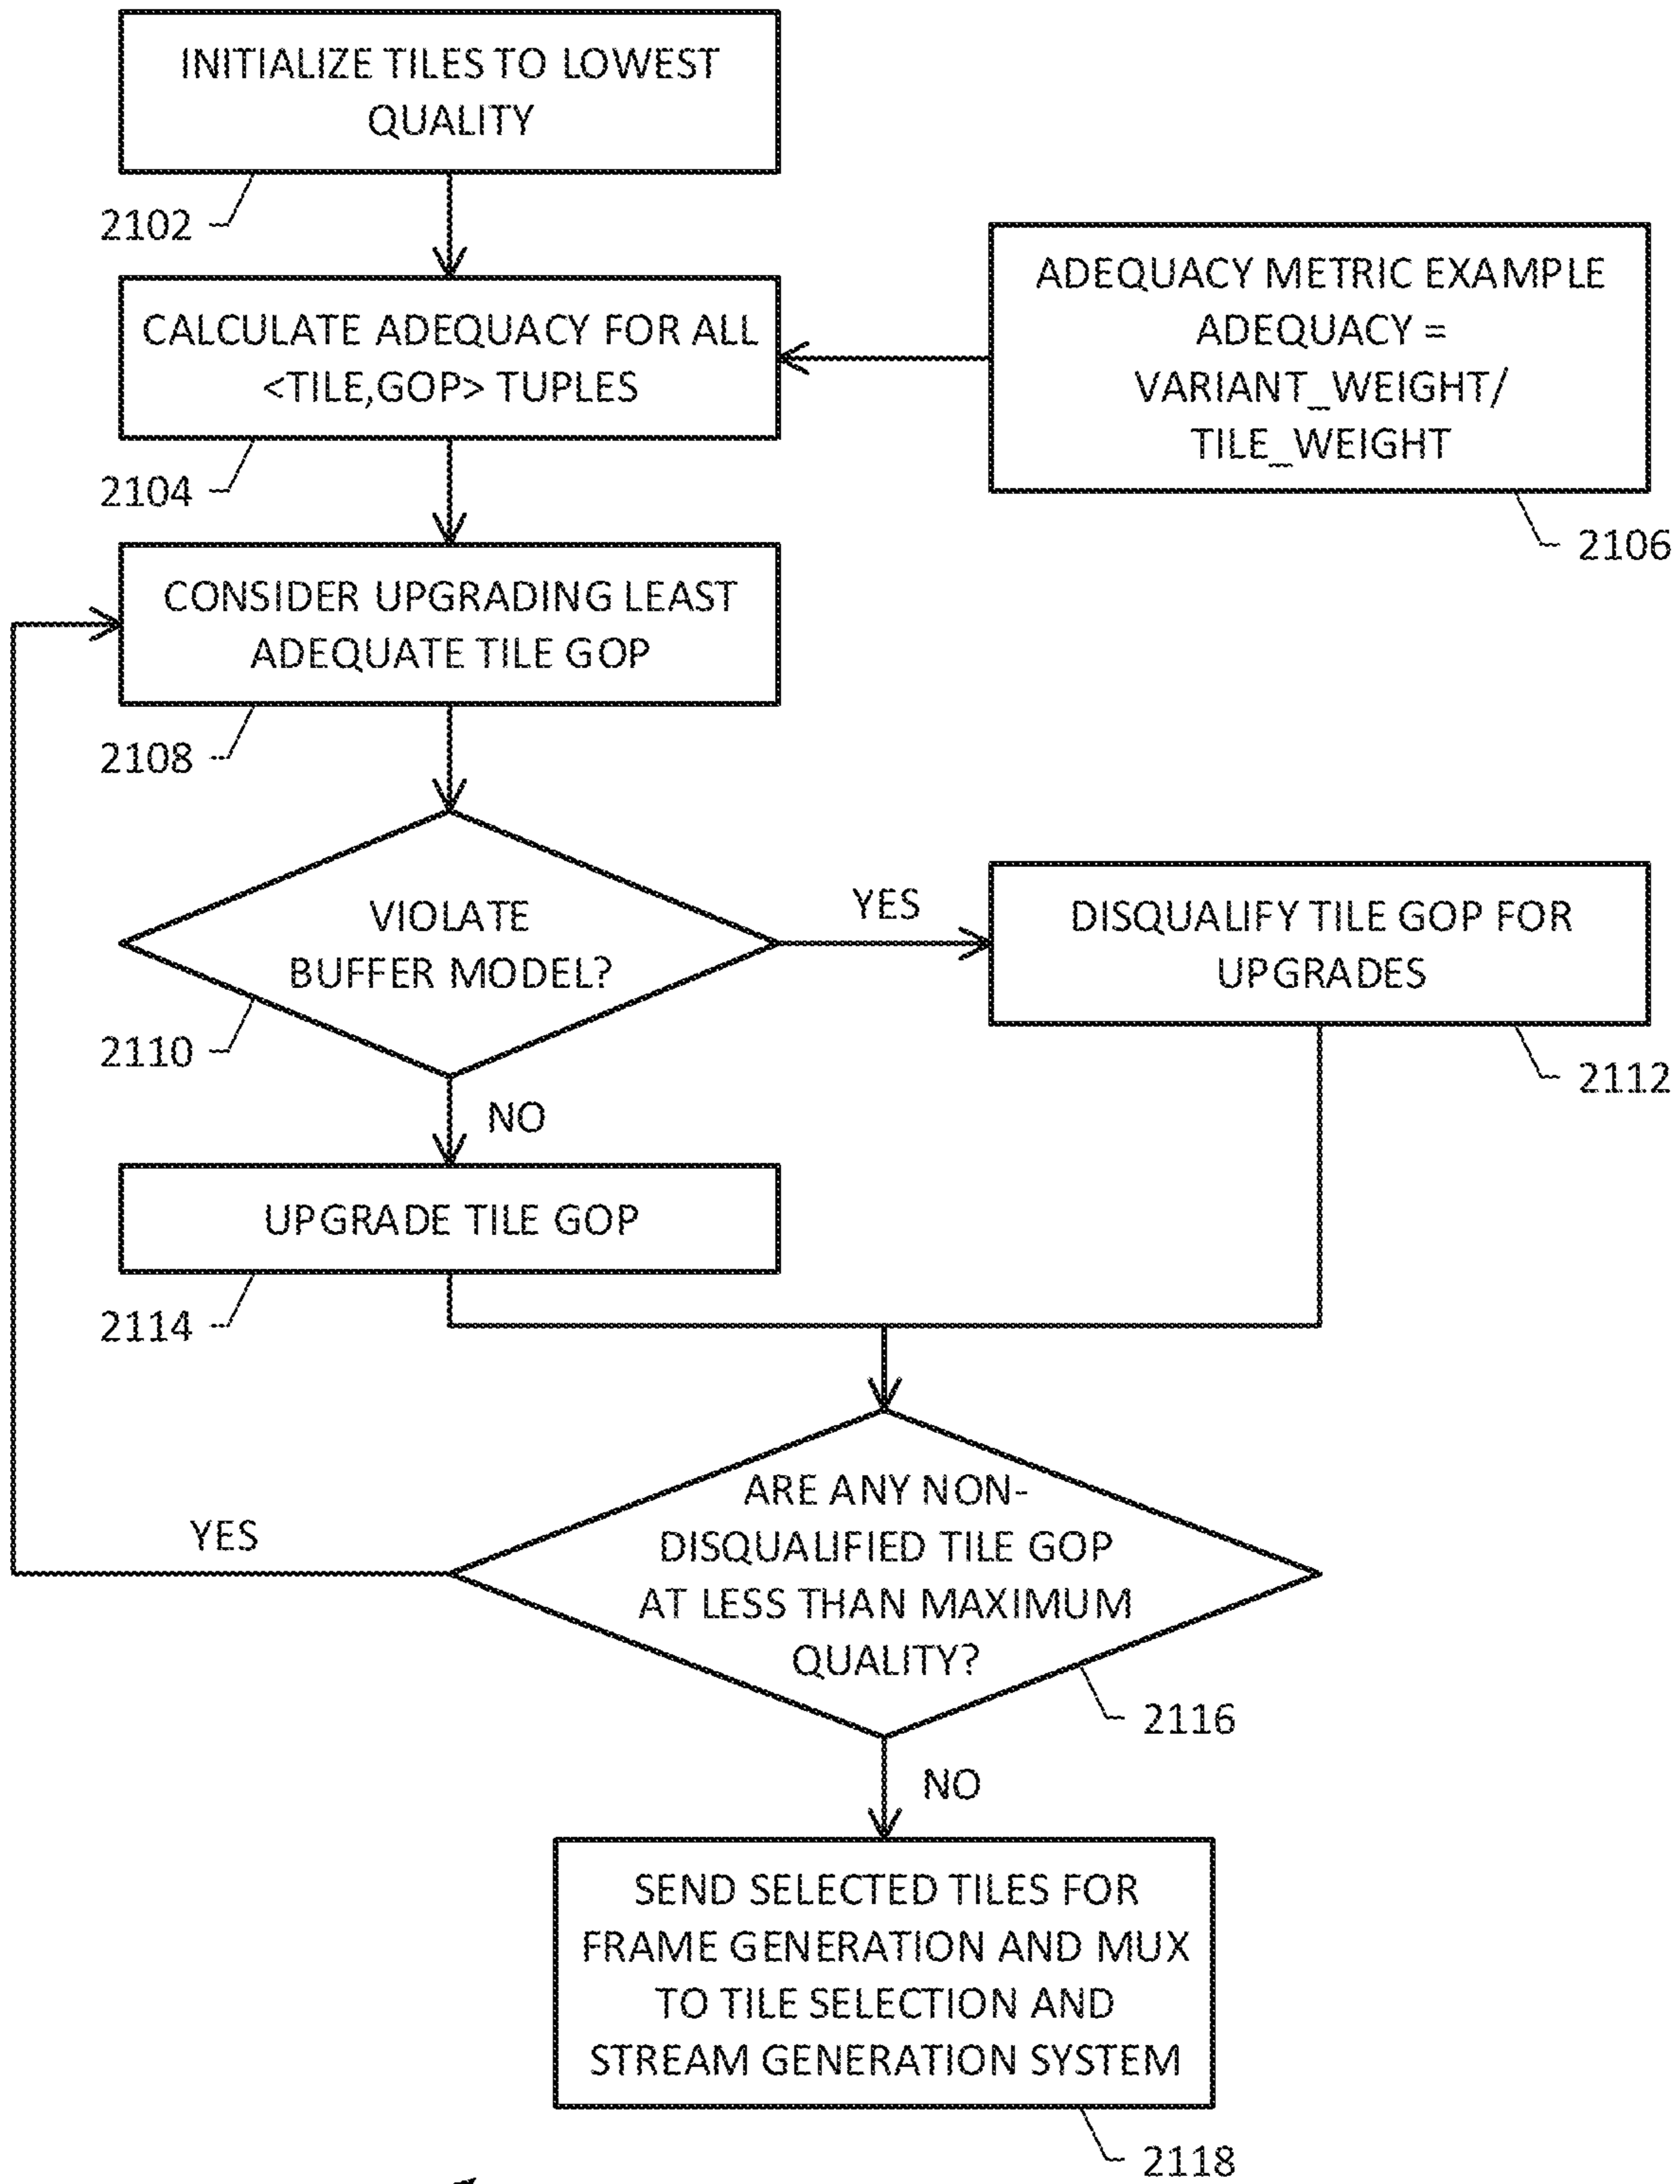 INITIALIZE TILES TO LOWEST
QUALITY
2102
CALCULATE ADEQUACY FOR ALL
<TILE,GOP> TUPLES
2104
ADEQUACY METRIC EXAMPLE
ADEQUACY =
VARIANT_WEIGHT/
TILE_WEIGHT
2106
CONSIDER UPGRADING LEAST
ADEQUATE TILE GOP
2108
VIOLATE
BUFFER MODEL?
2110
YES
DISQUALIFY TILE GOP FOR
UPGRADES
2112
NO
UPGRADE TILE GOP
2114
ARE ANY NON-
DISQUALIFIED TILE GOP
AT LESS THAN MAXIMUM
QUALITY?
2116
YES
NO
SEND SELECTED TILES FOR
FRAME GENERATION AND MUX
TO TILE SELECTION AND
STREAM GENERATION SYSTEM
2118